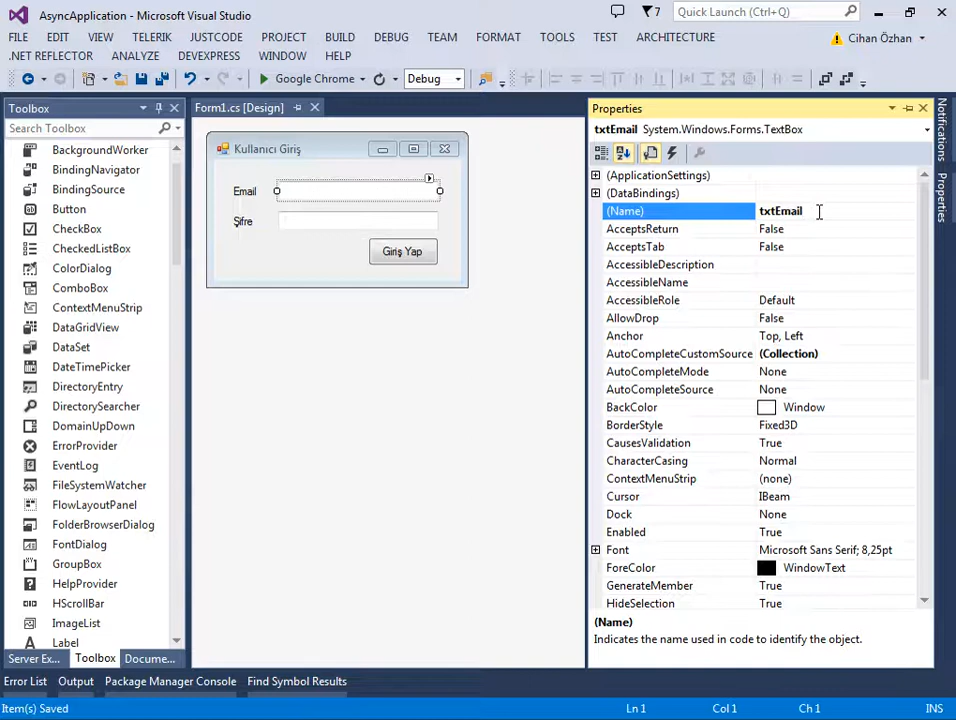 AsyncApplication - Microsoft Visual Studio
7
Quick Launch (Ctrl+Q)
FILE EDIT VIEW TELERIK JUSTCODE PROJECT BUILD DEBUG TEAM FORMAT TOOLS TEST ARCHITECTURE
Cihan Özhan
.NET REFLECTOR ANALYZE DEVEXPRESS WINDOW HELP
Google Chrome
Debug
Toolbox
Search Toolbox
BackgroundWorker
BindingNavigator
BindingSource
Button
CheckBox
CheckedListBox
ColorDialog
ComboBox
ContextMenuStrip
DataGridView
DataSet
DateTimePicker
DirectoryEntry
DirectorySearcher
DomainUpDown
ErrorProvider
EventLog
FileSystemWatcher
FlowLayoutPanel
FolderBrowserDialog
FontDialog
GroupBox
HelpProvider
HScrollBar
ImageList
Label
Server Ex... Toolbox Docume...
Form1.cs [Design]
Kullanıcı Giriş
Email
Şifre
Giriş Yap
Properties
txtEmail System.Windows.Forms.TextBox
(ApplicationSettings)
(DataBindings)
(Name) txtEmail
AcceptsReturn False
AcceptsTab False
AccessibleDescription
AccessibleName
AccessibleRole Default
AllowDrop False
Anchor Top, Left
AutoCompleteCustomSource (Collection)
AutoCompleteMode None
AutoCompleteSource None
BackColor Window
BorderStyle Fixed3D
CausesValidation True
CharacterCasing Normal
ContextMenuStrip (none)
Cursor IBeam
Dock None
Enabled True
Font Microsoft Sans Serif; 8,25pt
ForeColor WindowText
GenerateMember True
HideSelection True
(Name)
Indicates the name used in code to identify the object.
Notifications
Properties
Error List Output Package Manager Console Find Symbol Results
Item(s) Saved Ln 1 Col 1 Ch 1 INS